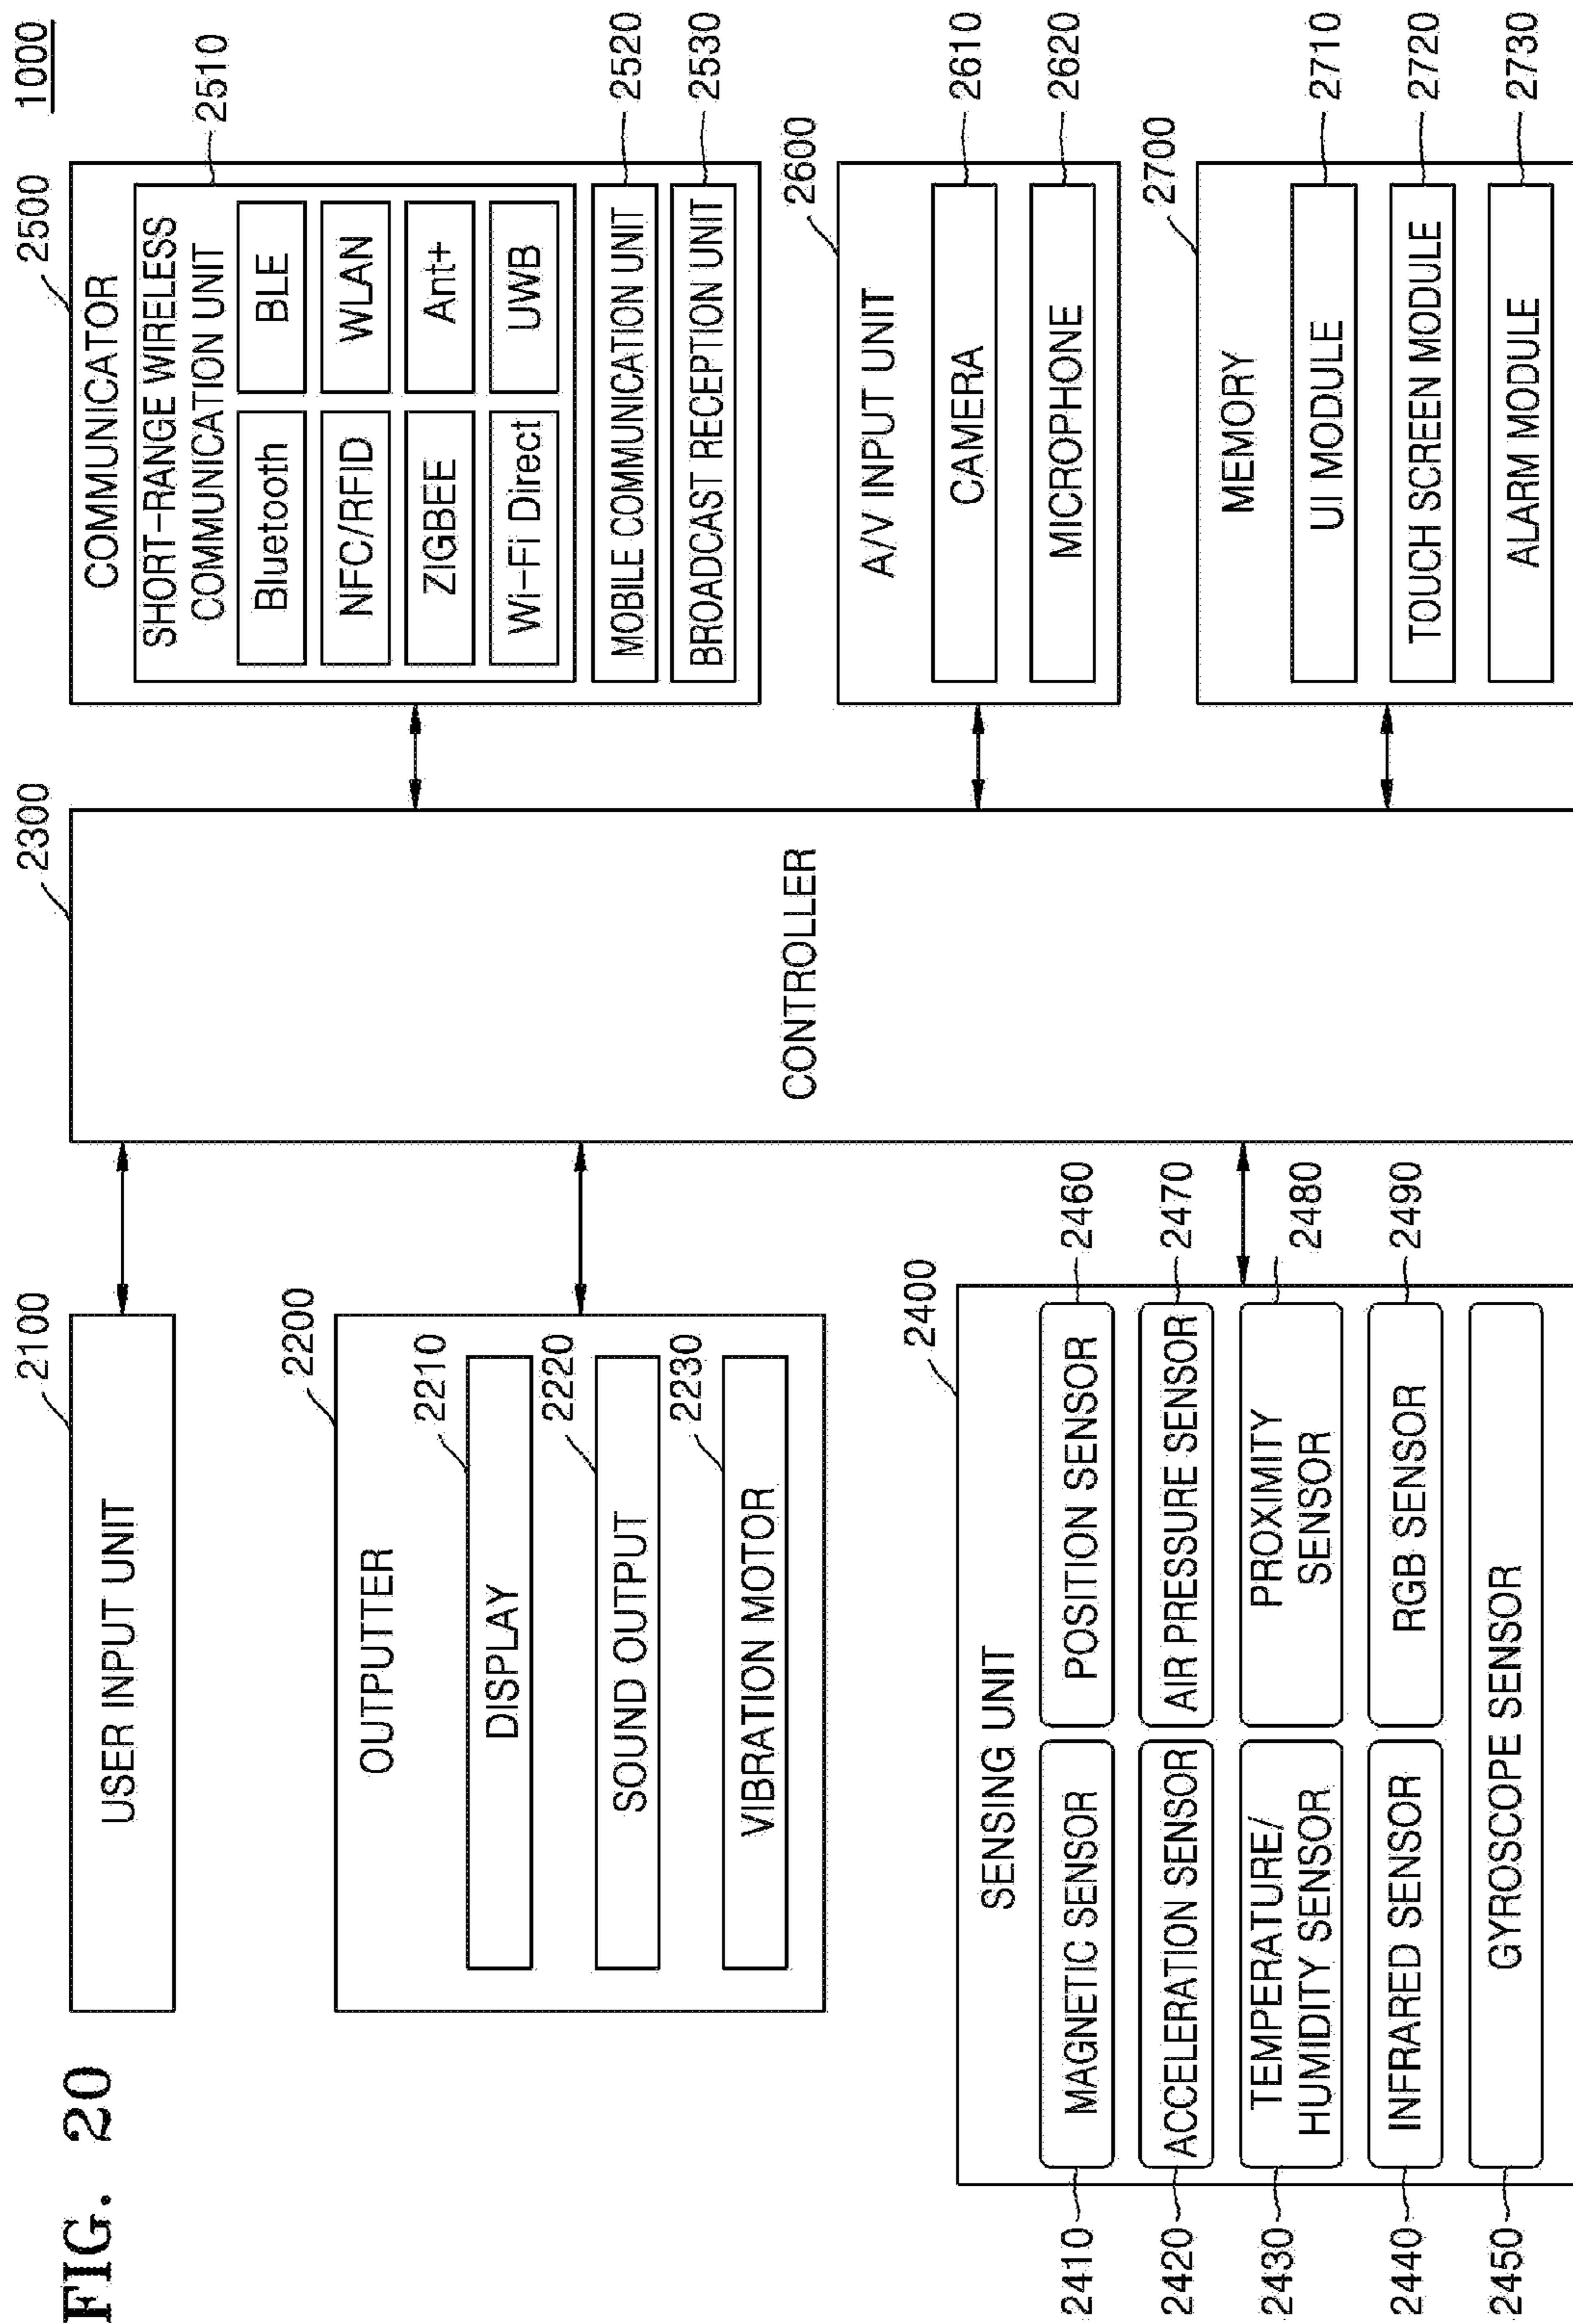 FIG. 20
1000
2100
USER INPUT UNIT
2200
OUTPUTTER
2210
DISPLAY
2220
SOUND OUTPUT
2230
VIBRATION MOTOR
2400
SENSING UNIT
2410
MAGNETIC SENSOR
POSITION SENSOR
2460
2420
ACCELERATION SENSOR
AIR PRESSURE SENSOR
2470
2430
TEMPERATURE/
HUMIDITY SENSOR
PROXIMITY
SENSOR
2480
2440
INFRARED SENSOR
RGB SENSOR
2490
2450
GYROSCOPE SENSOR
2300
CONTROLLER
2500
COMMUNICATOR
SHORT-RANGE WIRELESS
COMMUNICATION UNIT
2510
Bluetooth
BLE
NFC/RFID
WLAN
ZIGBEE
Ant+
Wi-Fi Direct
UWB
MOBILE COMMUNICATION UNIT
2520
BROADCAST RECEPTION UNIT
2530
2600
A/V INPUT UNIT
CAMERA
2610
MICROPHONE
2620
2700
MEMORY
UI MODULE
2710
TOUCH SCREEN MODULE
2720
ALARM MODULE
2730